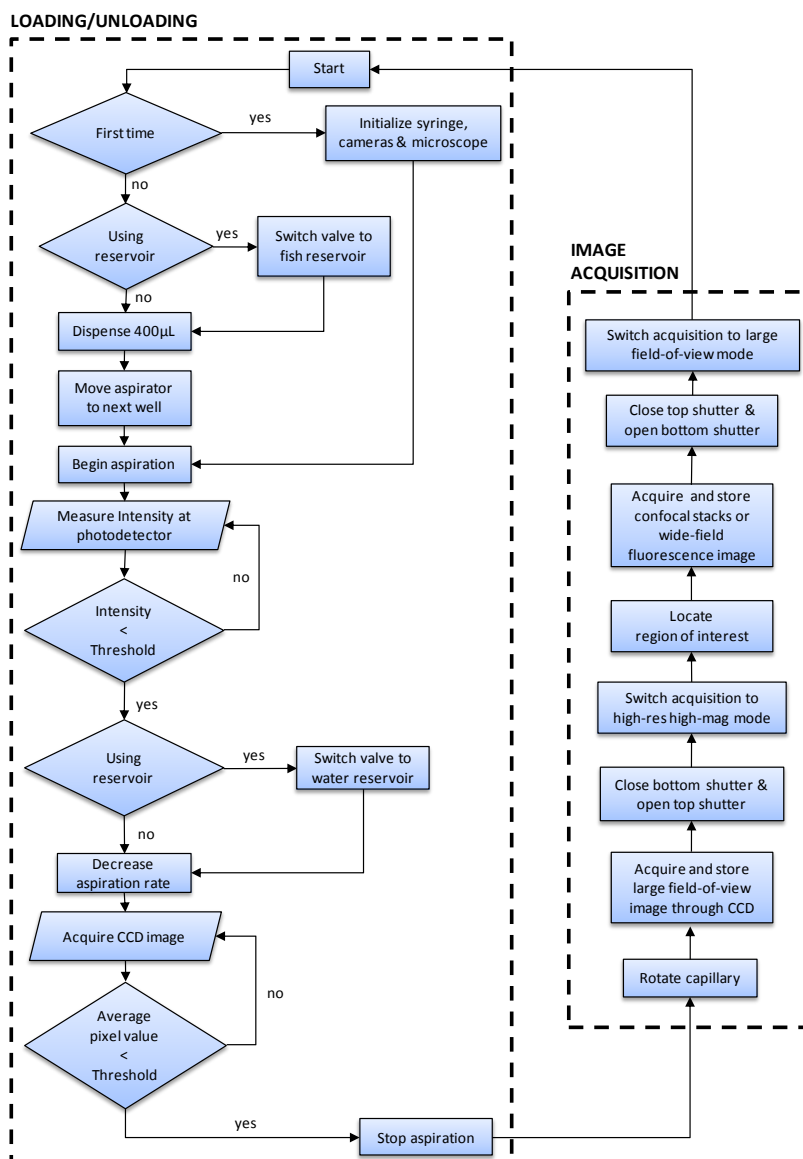 LOADING/UNLOADING
Start
First time
yes
Initialize syringe,
cameras & microscope
no
Using
reservoir
yes
Switch valve to
fish reservoir
no
Dispense 400µL
Move aspirator
to next well
Begin aspiration
Measure Intensity at
photodetector
no
Intensity
<
Threshold
yes
Using
reservoir
yes
Switch valve to
water reservoir
no
Decrease
aspiration rate
Acquire CCD image
no
Average
pixel value
<
Threshold
yes
Stop aspiration
IMAGE
ACQUISITION
Switch acquisition to large
field-of-view mode
Close top shutter &
open bottom shutter
Acquire and store
confocal stacks or
wide-field
fluorescence image
Locate
region of interest
Switch acquisition to
high-res high-mag mode
Close bottom shutter &
open top shutter
Acquire and store
large field-of-view
image through CCD
Rotate capillary